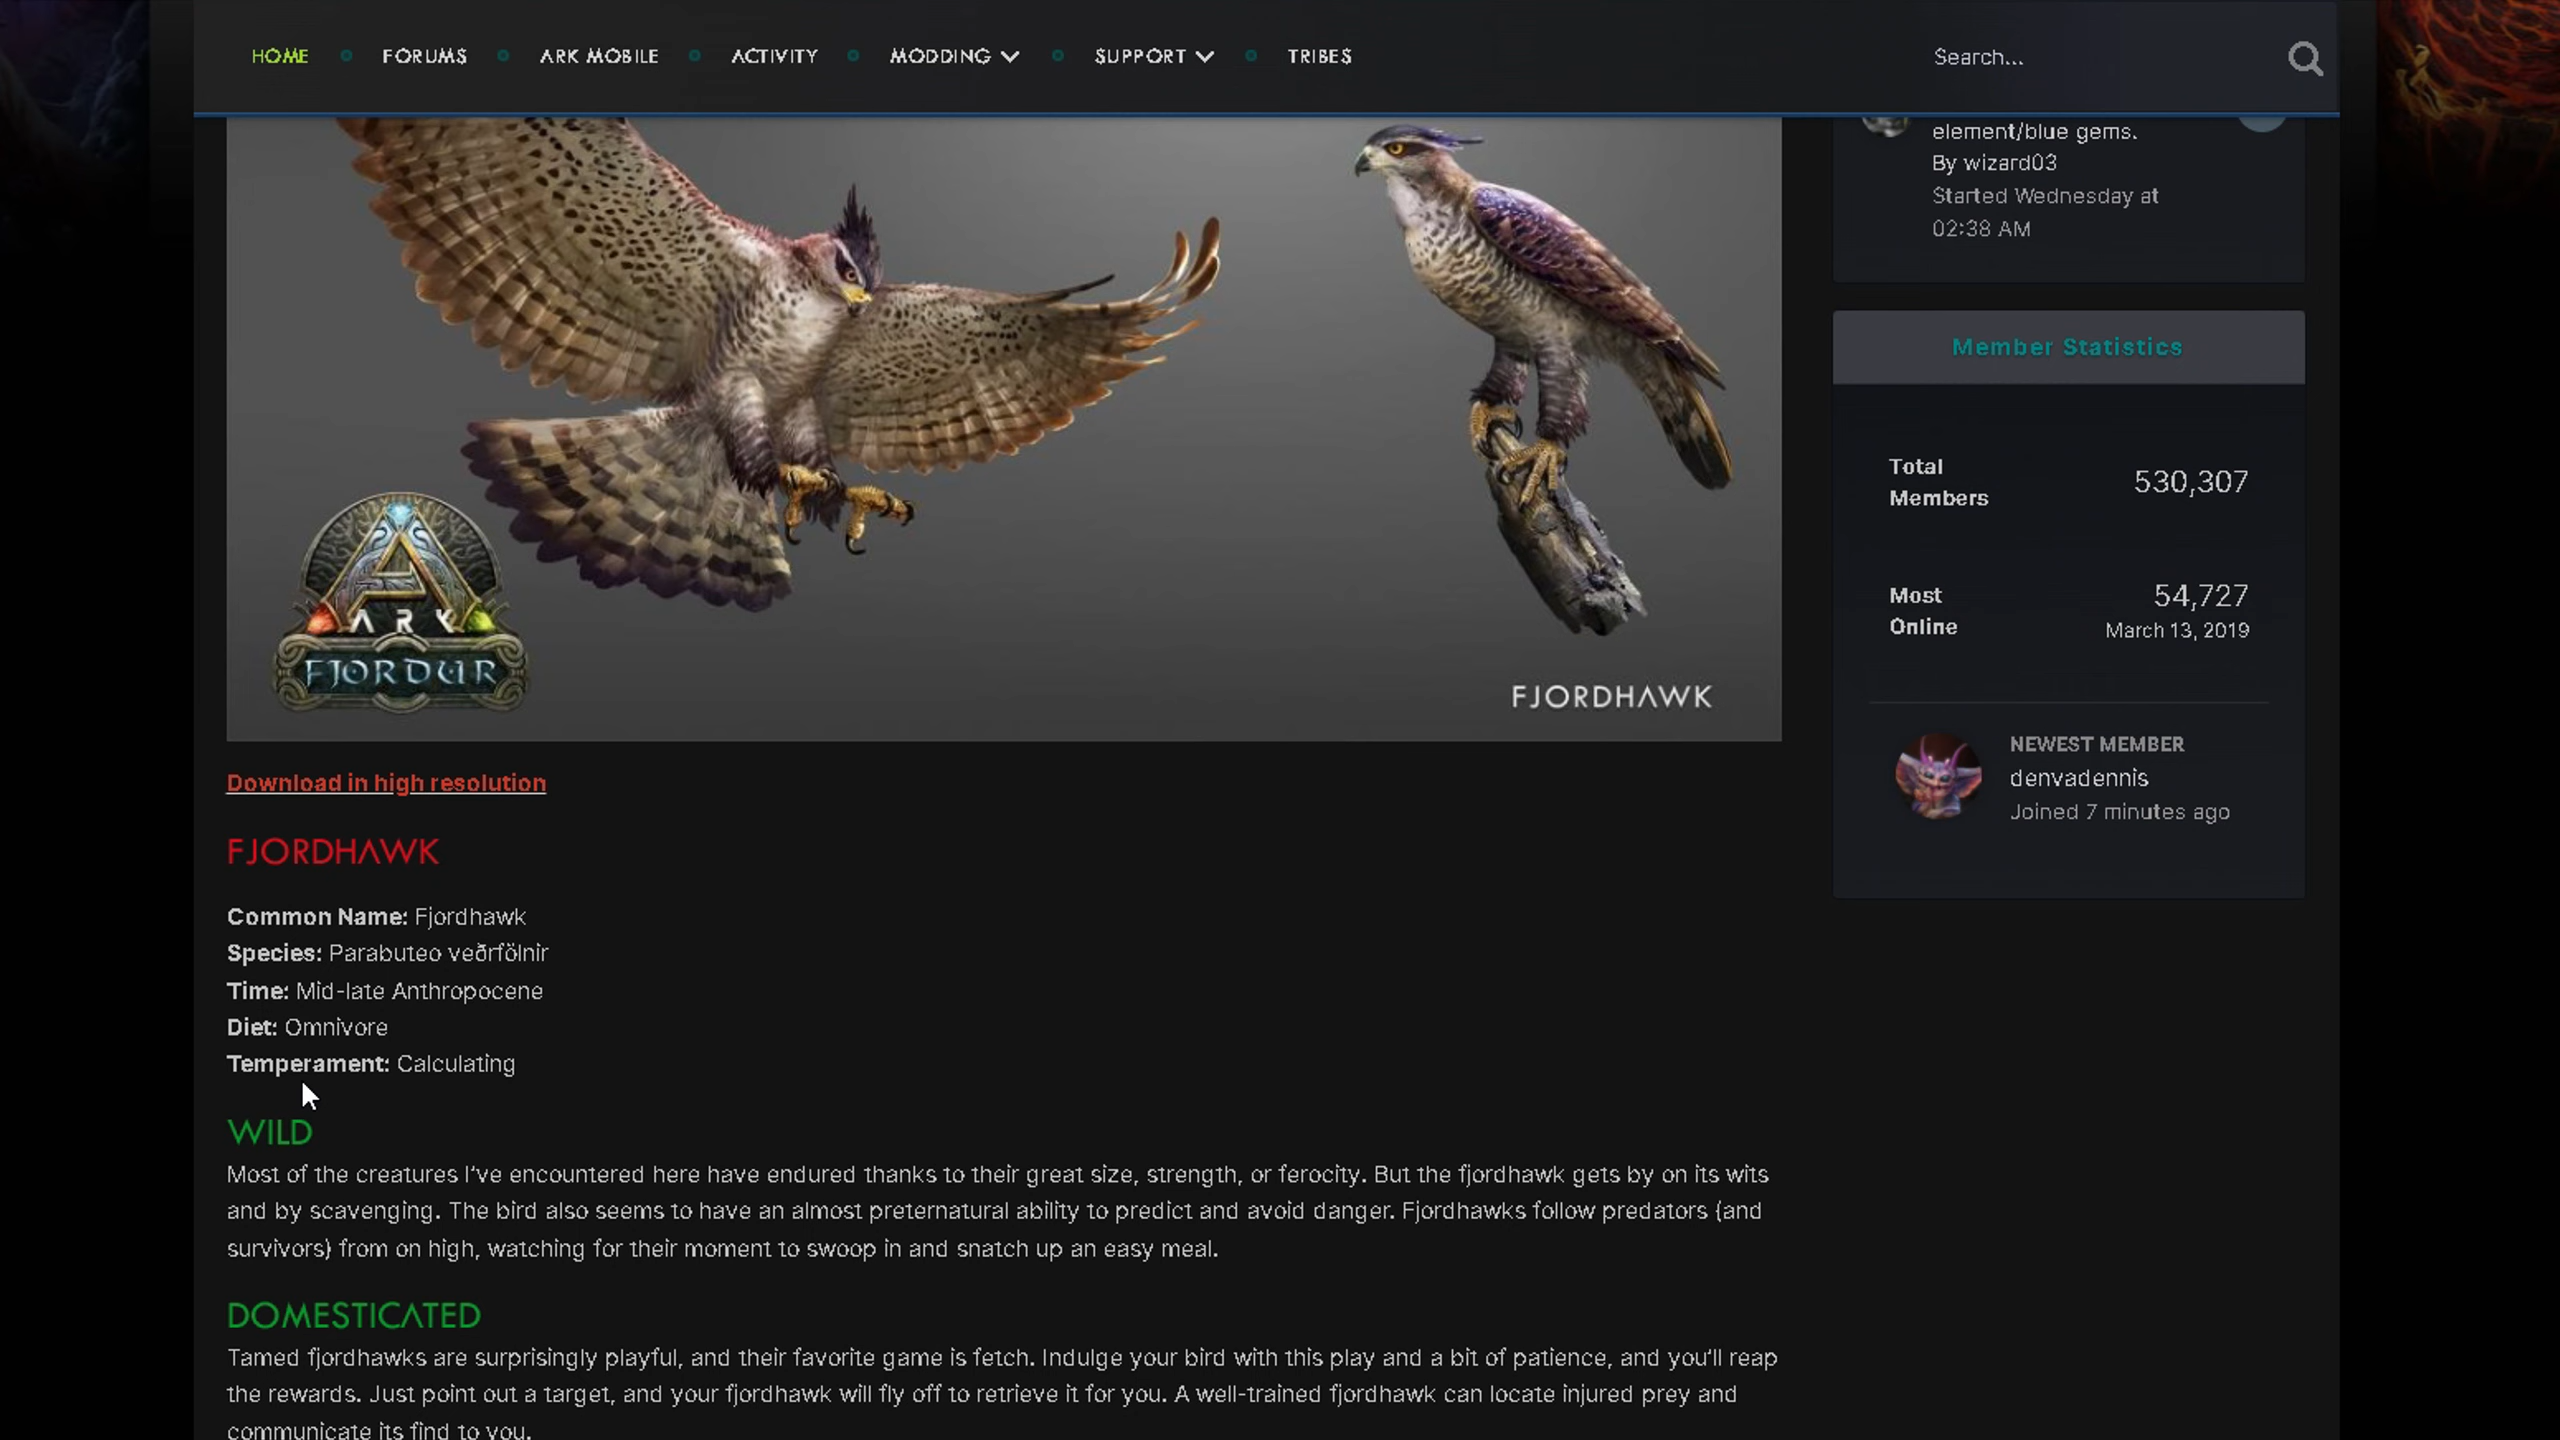 HOME
FORUMS
ARK MOBILE
ACTIVITY
MODDING
SUPPORT
TRIBES
Search...
element/blue gems.
By wizard03
Started Wednesday at
02:38 AM
ARK
FJORDUR
FJORDHAWK
Member Statistics
Total
Members
530,307
Most
Online
54,727
March 13, 2019
NEWEST MEMBER
denvadennis
Joined 7 minutes ago
Download in high resolution
FJORDHAWK
Common Name: Fjordhawk
Species: Parabuteo veðrfölnir
Time: Mid-late Anthropocene
Diet: Omnivore
Temperament: Calculating
WILD
Most of the creatures I've encountered here have endured thanks to their great size, strength, or ferocity. But the fjordhawk gets by on its wits
and by scavenging. The bird also seems to have an almost preternatural ability to predict and avoid danger. Fjordhawks follow predators (and
survivors) from on high, watching for their moment to swoop in and snatch up an easy meal.
DOMESTICATED
Tamed fjordhawks are surprisingly playful, and their favorite game is fetch. Indulge your bird with this play and a bit of patience, and you'll reap
the rewards. Just point out a target, and your fjordhawk will fly off to retrieve it for you. A well-trained fjordhawk can locate injured prey and
communicate its find to you.